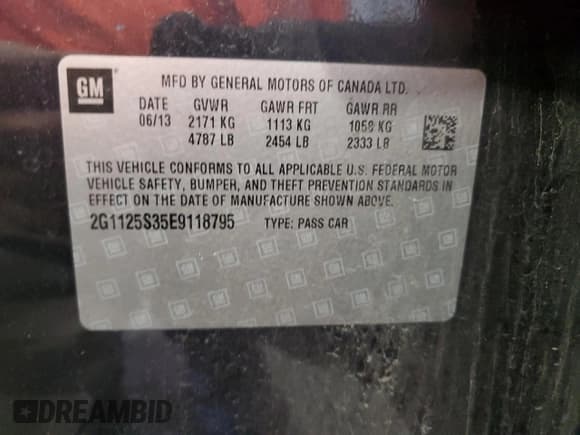 GM
MFD BY GENERAL MOTORS OF CANADA LTD.
DATE GVWR GAWR FRT GAWR RR
06/13 2171 KG 1113 KG 1058 KG
4787 LB 2454 LB 2333 LB
THIS VEHICLE CONFORMS TO ALL APPLICABLE U.S. FEDERAL MOTOR
VEHICLE SAFETY, BUMPER, AND THEFT PREVENTION STANDARDS IN
EFFECT ON THE DATE OF MANUFACTURE SHOWN ABOVE.
2G1125S35E9118795 TYPE: PASS CAR
DREAMBID